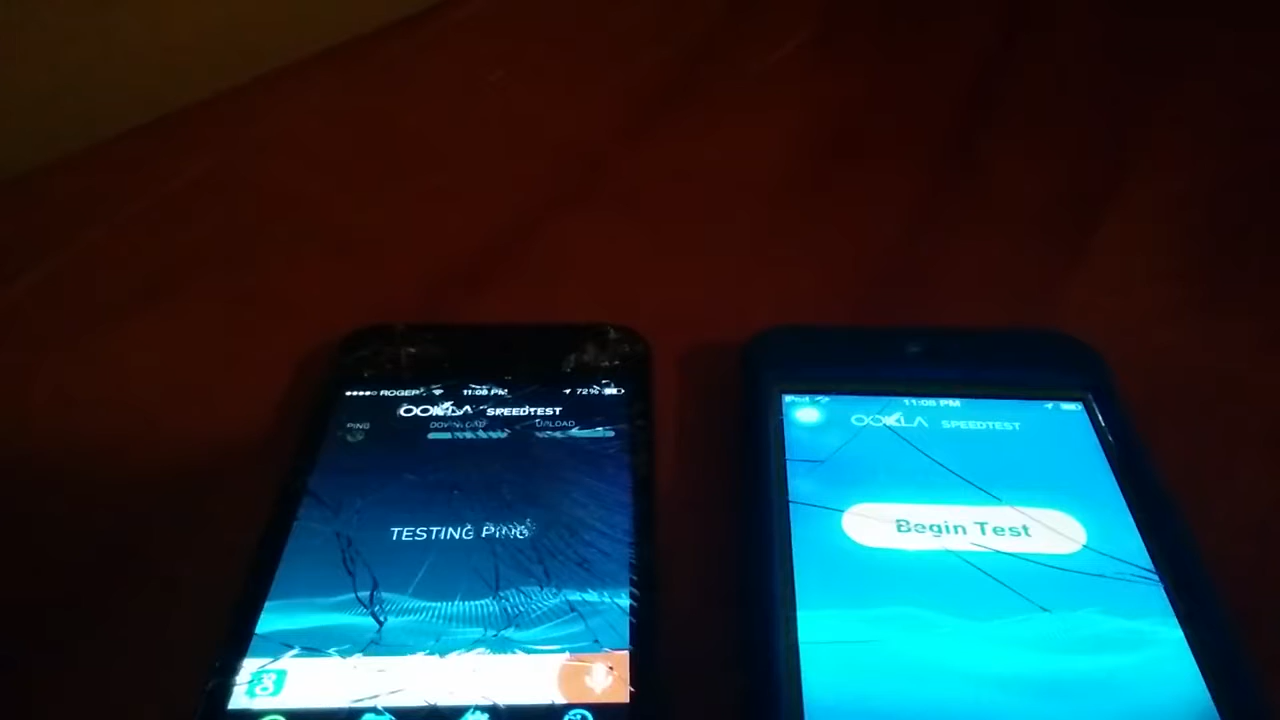 ROGERS 11:08 PM 72%
OOKLA SPEEDTEST
PING DOWNLOAD UPLOAD
TESTING PING
iPod 11:08 PM
OOKLA SPEEDTEST
Begin Test